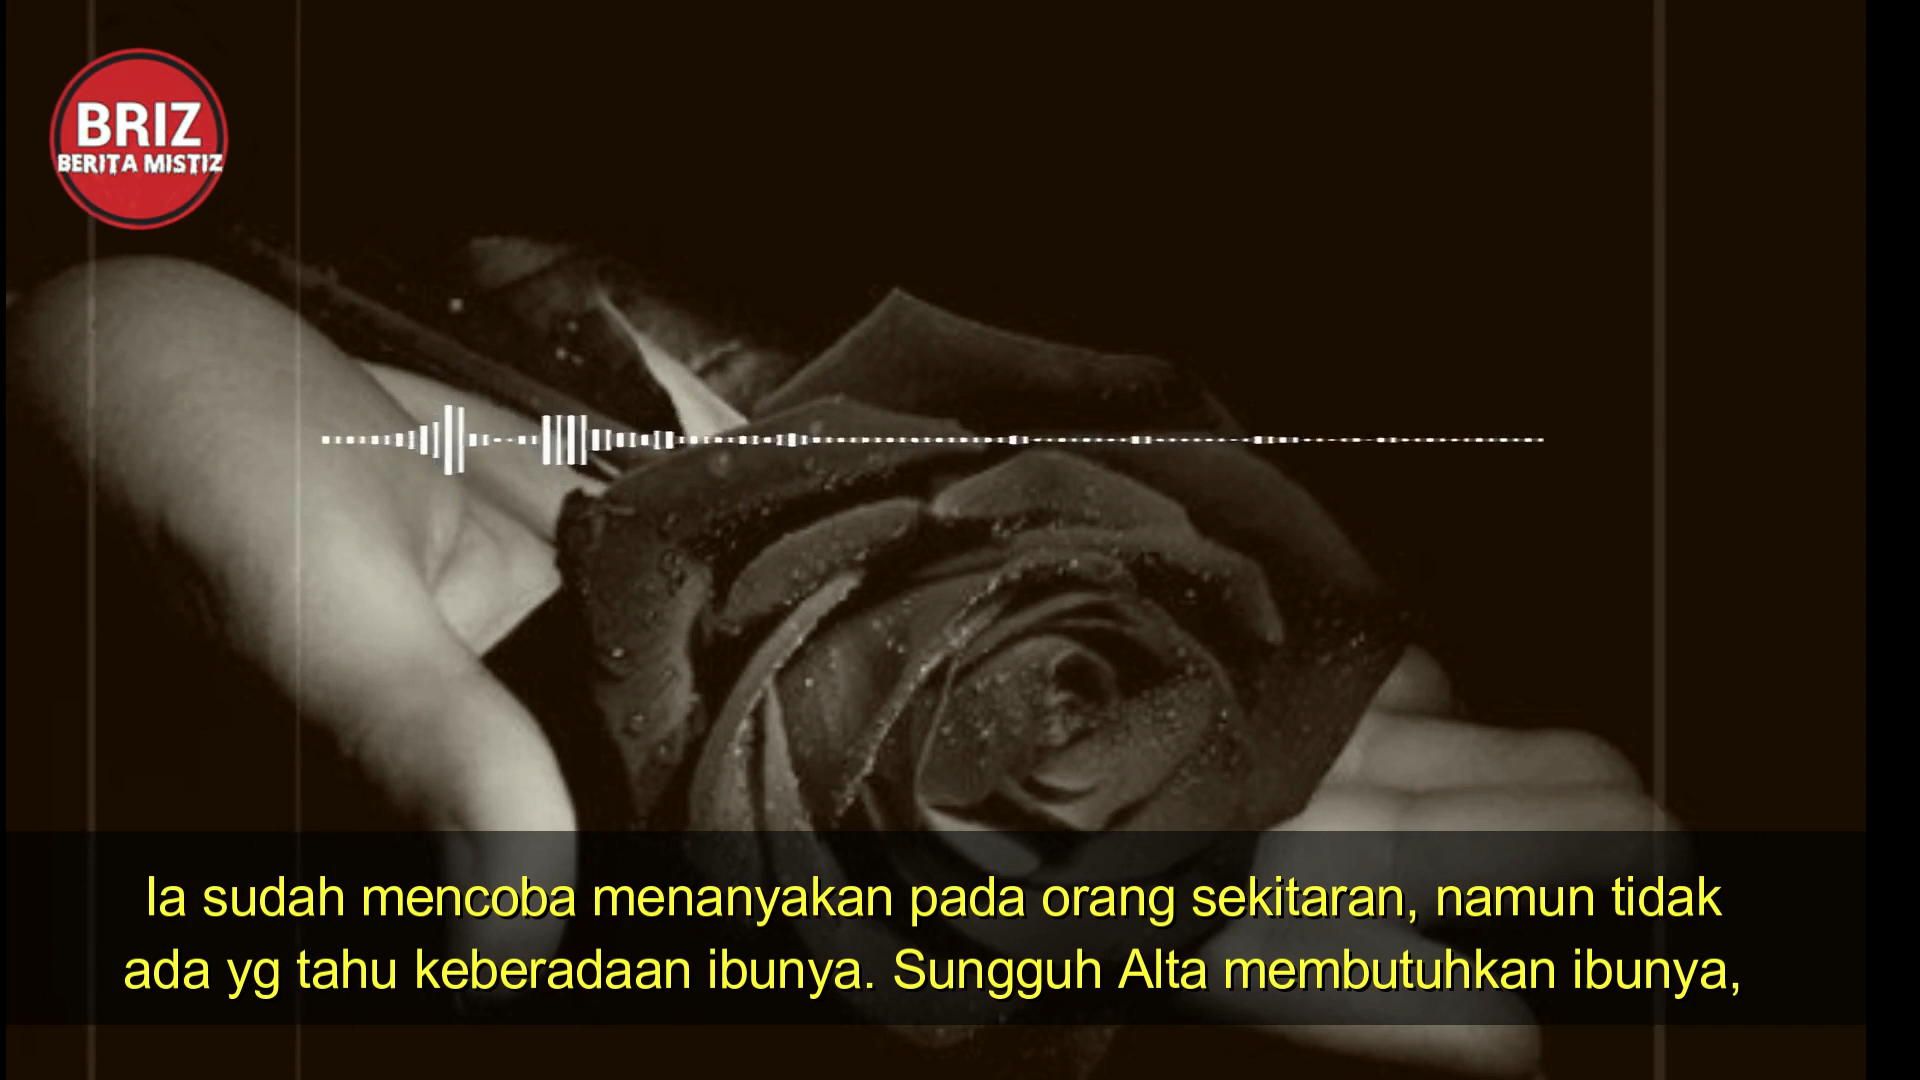 BRIZ
BERITA MISTIZ
Ia sudah mencoba menanyakan pada orang sekitaran, namun tidak
ada yg tahu keberadaan ibunya. Sungguh Alta membutuhkan ibunya,